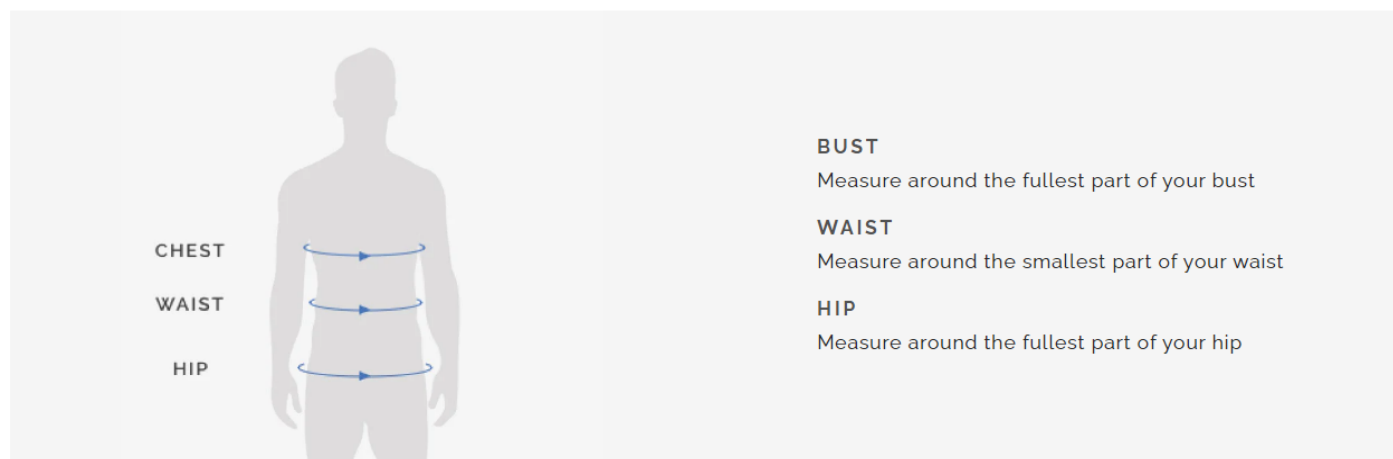 CHEST
WAIST
HIP
BUST
Measure around the fullest part of your bust
WAIST
Measure around the smallest part of your waist
HIP
Measure around the fullest part of your hip